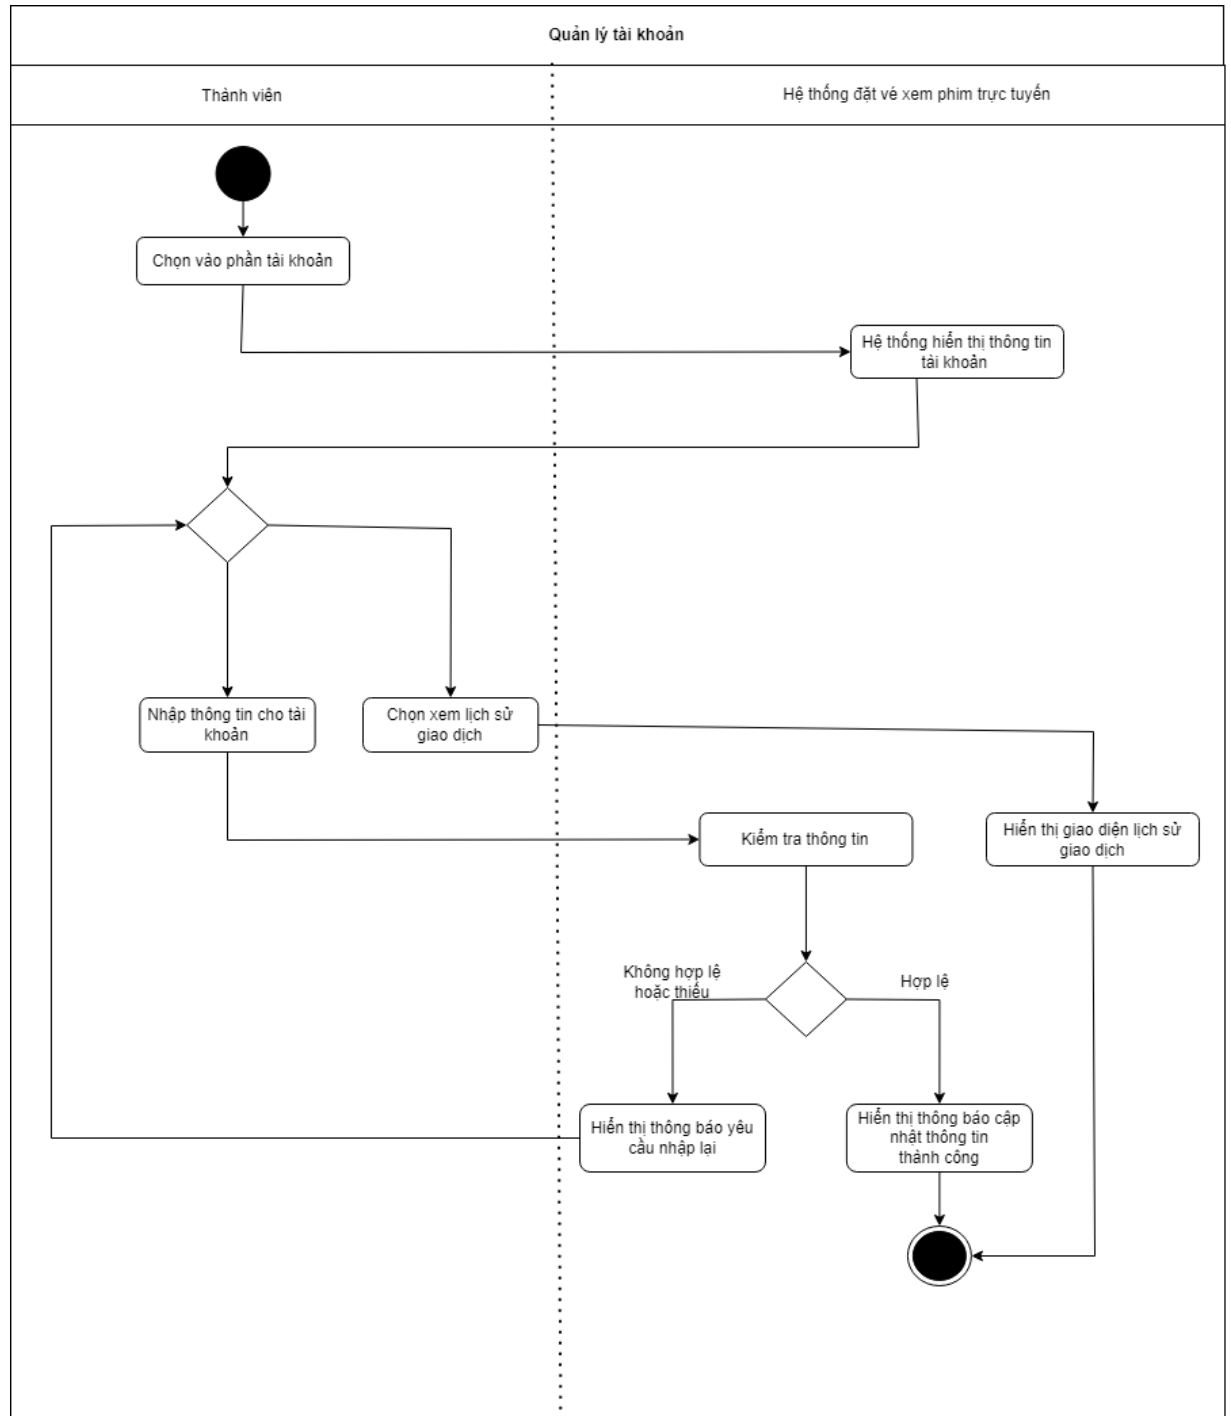 Quản lý tài khoản
Thành viên
Hệ thống đặt vé xem phim trực tuyến
Chọn vào phần tài khoản
Hệ thống hiển thị thông tin
tài khoản
Nhập thông tin cho tài
khoản
Chọn xem lịch sử
giao dịch
Kiểm tra thông tin
Hiển thị giao diện lịch sử
giao dịch
Không hợp lệ
hoặc thiếu
Hợp lệ
Hiển thị thông báo yêu
cầu nhập lại
Hiển thị thông báo cập
nhật thông tin
thành công